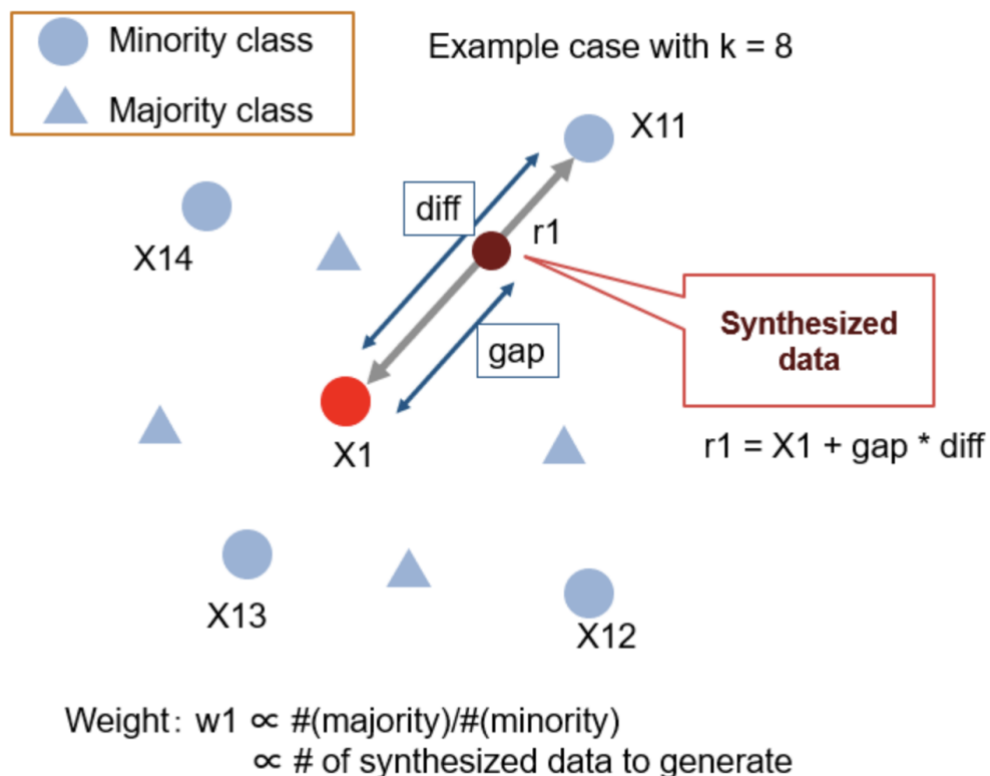 Minority class
Majority class
Example case with k = 8
X11
diff
r1
X14
Synthesized
data
gap
X1
r1 = X1 + gap * diff
X13
X12
Weight: w1 ∝ #(majority)/#(minority)
∝ # of synthesized data to generate